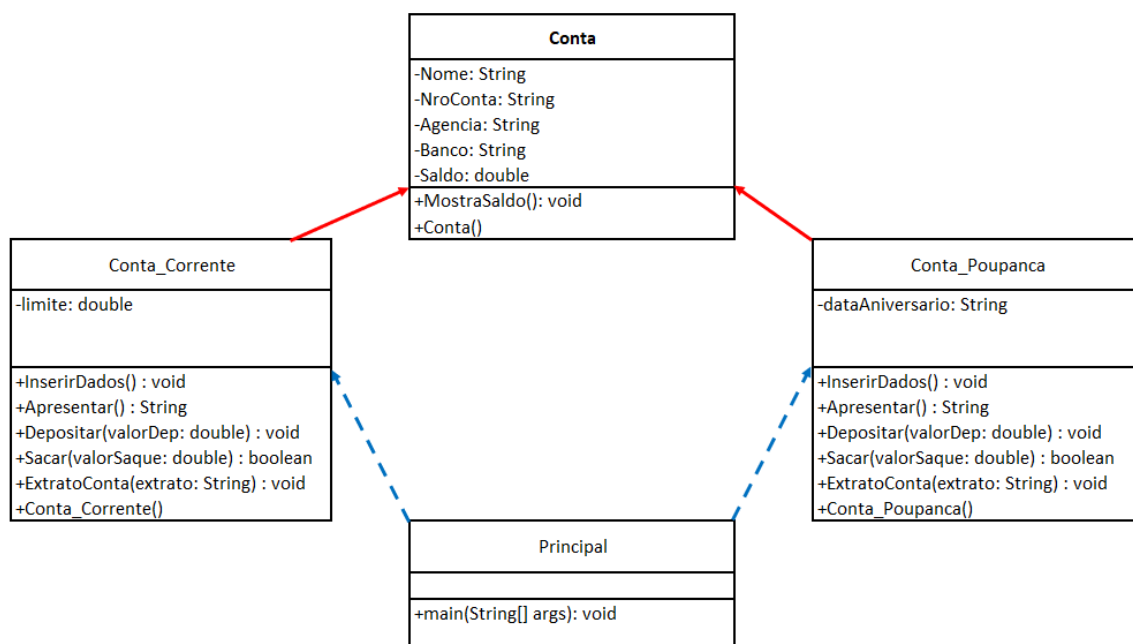 Conta
-Nome: String
-NroConta: String
-Agencia: String
-Banco: String
-Saldo: double
+MostraSaldo(): void
+Conta()
Conta_Corrente
-limite: double
+InserirDados() : void
+Apresentar() : String
+Depositar(valorDep: double) : void
+Sacar(valorSaque: double) : boolean
+ExtratoConta(extrato: String) : void
+Conta_Corrente()
Conta_Poupanca
-dataAniversario: String
+InserirDados() : void
+Apresentar() : String
+Depositar(valorDep: double) : void
+Sacar(valorSaque: double) : boolean
+ExtratoConta(extrato: String) : void
+Conta_Poupanca()
Principal
+main(String[] args): void